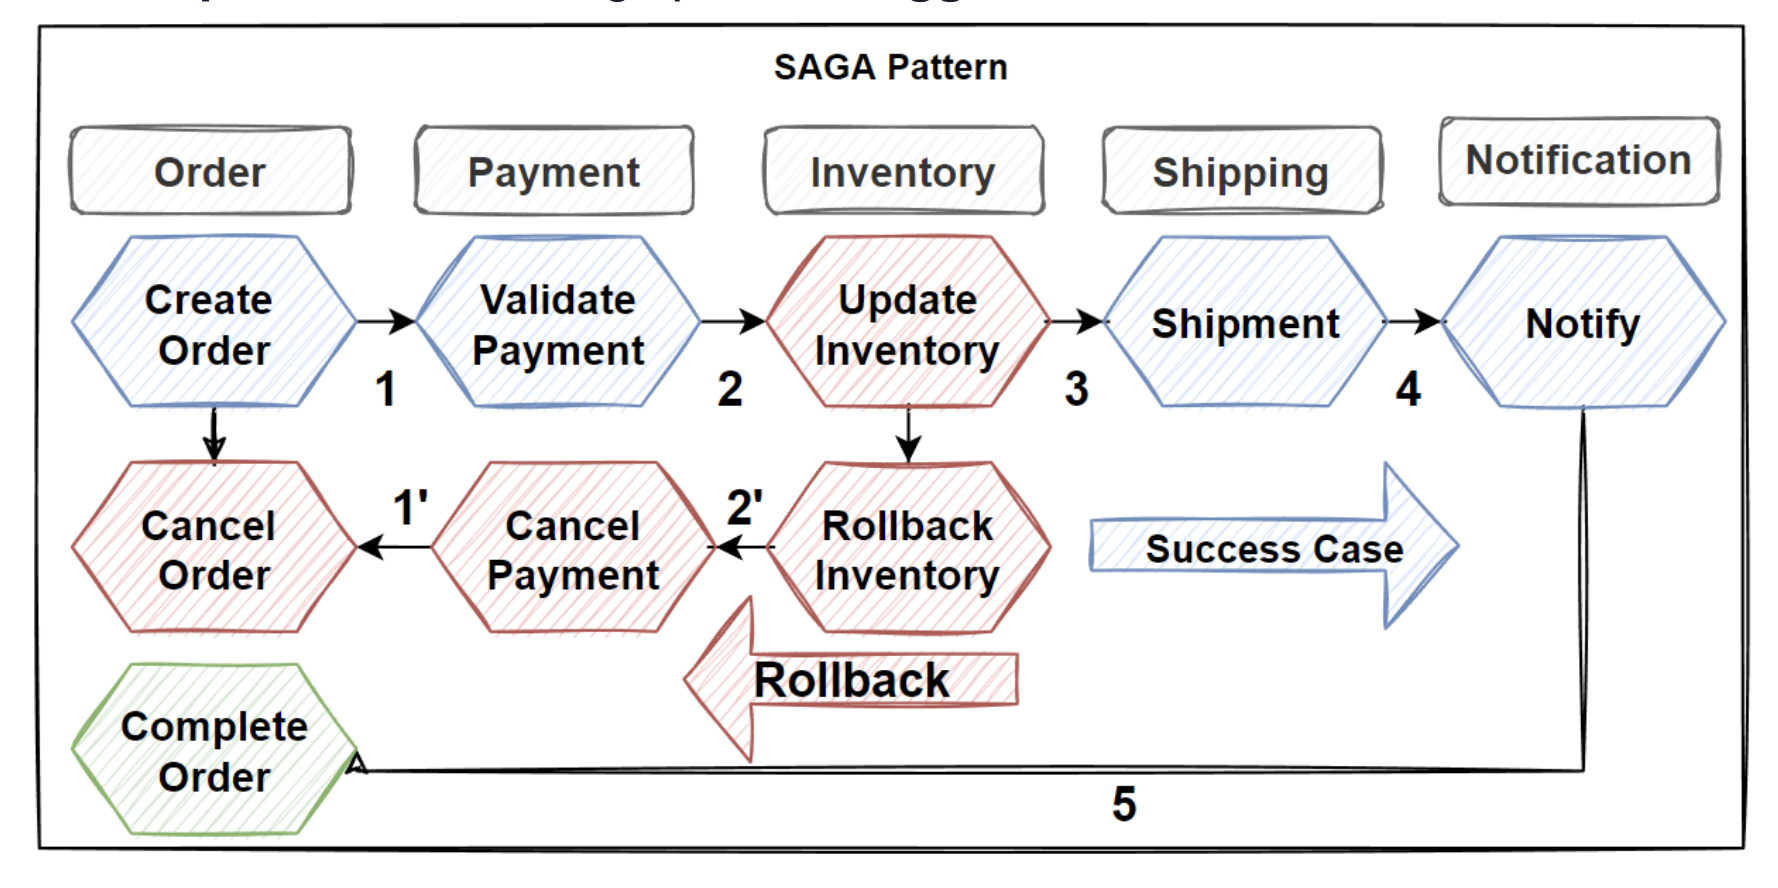 SAGA Pattern
Order
Payment
Inventory
Shipping
Notification
Create
Order
Validate
Payment
Update
Inventory
Shipment
Notify
1
2
3
4
Cancel
Order
1'
Cancel
Payment
2'
Rollback
Inventory
Success Case
Rollback
Complete
Order
5